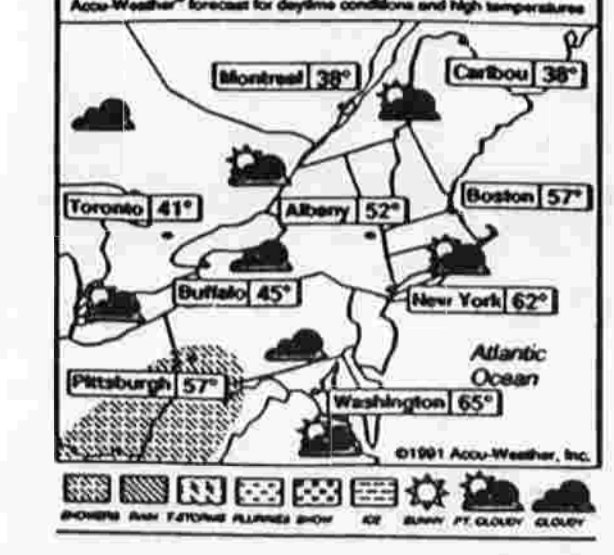 Accu-Weather™ forecast for daytime conditions and high temperatures
Montreal 38°
Caribou 38°
Toronto 41°
Albany 52°
Boston 57°
Buffalo 45°
New York 62°
Atlantic
Ocean
Pittsburgh 57°
Washington 65°
©1991 Accu-Weather, Inc.
SHOWERS RAIN T-STORMS FLURRIES SNOW ICE SUNNY PT. CLOUDY CLOUDY